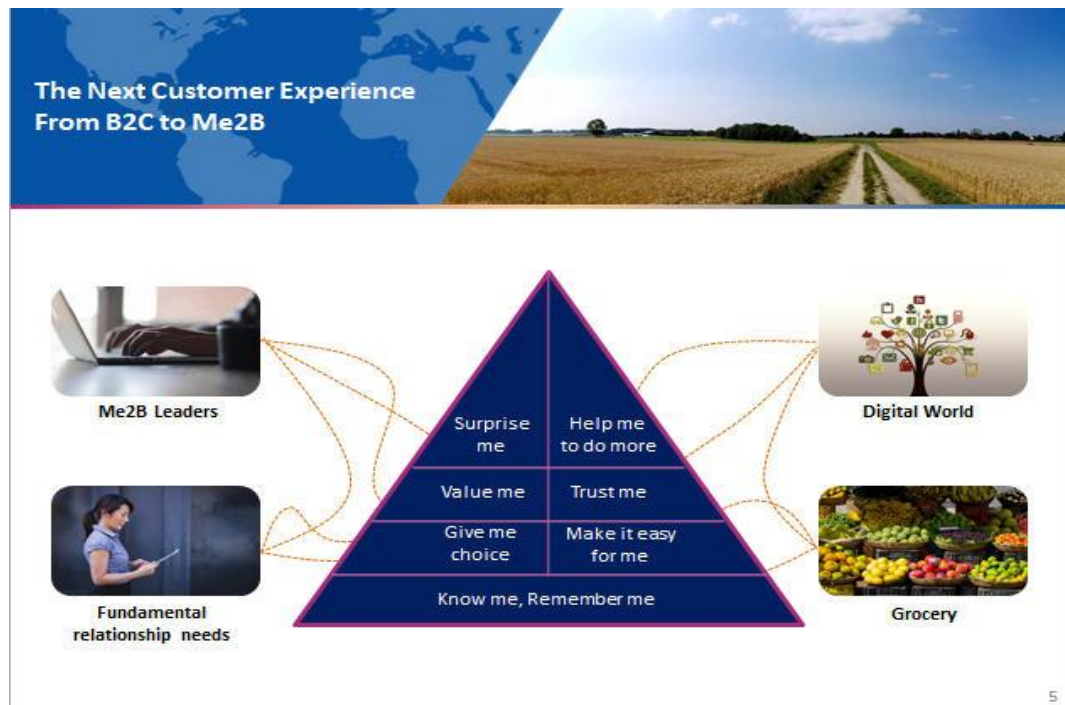 The Next Customer Experience
From B2C to Me2B
Me2B Leaders
Digital World
Surprise
me
Help me
to do more
Value me
Trust me
Give me
choice
Make it easy
for me
Know me, Remember me
Fundamental
relationship needs
Grocery
5